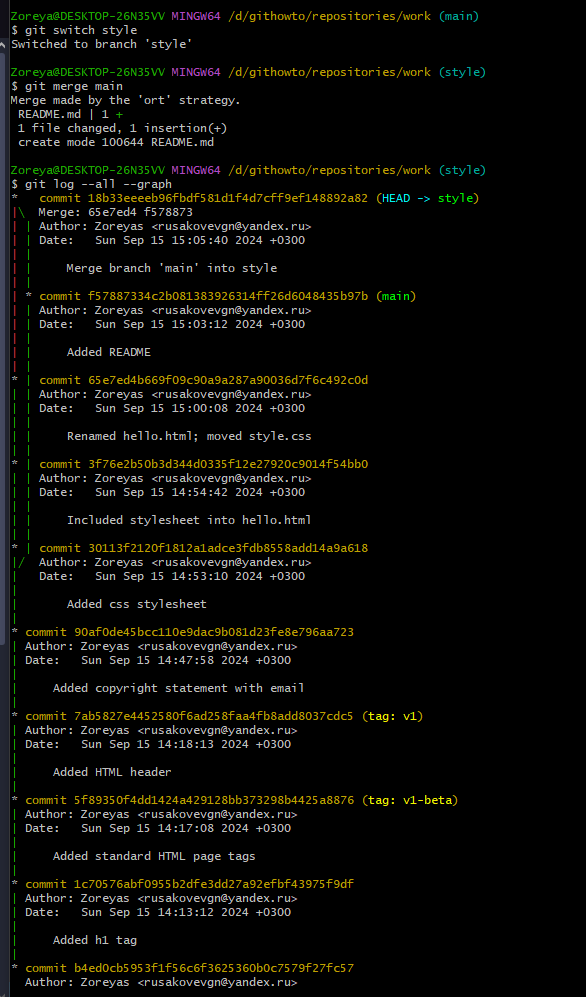 Zoreya@DESKTOP-26N35VV MINGW64 /d/githowto/repositories/work (main)
$ git switch style
Switched to branch 'style'

Zoreya@DESKTOP-26N35VV MINGW64 /d/githowto/repositories/work (style)
$ git merge main
Merge made by the 'ort' strategy.
 README.md | 1 +
 1 file changed, 1 insertion(+)
 create mode 100644 README.md

Zoreya@DESKTOP-26N35VV MINGW64 /d/githowto/repositories/work (style)
$ git log --all --graph
*   commit 18b33eeeeb96fbdf581d1f4d7cff9ef148892a82 (HEAD -> style)
|\  Merge: 65e7ed4 f578873
| | Author: Zoreyas <rusakovevgn@yandex.ru>
| | Date:   Sun Sep 15 15:05:40 2024 +0300
| |
| |     Merge branch 'main' into style
| |
| * commit f57887334c2b081383926314ff26d6048435b97b (main)
| | Author: Zoreyas <rusakovevgn@yandex.ru>
| | Date:   Sun Sep 15 15:03:12 2024 +0300
| |
| |     Added README
| |
* | commit 65e7ed4b669f09c90a9a287a90036d7f6c492c0d
| | Author: Zoreyas <rusakovevgn@yandex.ru>
| | Date:   Sun Sep 15 15:00:08 2024 +0300
| |
| |     Renamed hello.html; moved style.css
| |
* | commit 3f76e2b50b3d344d0335f12e27920c9014f54bb0
| | Author: Zoreyas <rusakovevgn@yandex.ru>
| | Date:   Sun Sep 15 14:54:42 2024 +0300
| |
| |     Included stylesheet into hello.html
| |
* | commit 30113f2120f1812a1adce3fdb8558add14a9a618
|/  Author: Zoreyas <rusakovevgn@yandex.ru>
|   Date:   Sun Sep 15 14:53:10 2024 +0300
|
|       Added css stylesheet
|
* commit 90af0de45bcc110e9dac9b081d23fe8e796aa723
| Author: Zoreyas <rusakovevgn@yandex.ru>
| Date:   Sun Sep 15 14:47:58 2024 +0300
|
|     Added copyright statement with email
|
* commit 7ab5827e4452580f6ad258faa4fb8add8037cdc5 (tag: v1)
| Author: Zoreyas <rusakovevgn@yandex.ru>
| Date:   Sun Sep 15 14:18:13 2024 +0300
|
|     Added HTML header
|
* commit 5f89350f4dd1424a429128bb373298b4425a8876 (tag: v1-beta)
| Author: Zoreyas <rusakovevgn@yandex.ru>
| Date:   Sun Sep 15 14:17:08 2024 +0300
|
|     Added standard HTML page tags
|
* commit 1c70576abf0955b2dfe3dd27a92efbf43975f9df
| Author: Zoreyas <rusakovevgn@yandex.ru>
| Date:   Sun Sep 15 14:13:12 2024 +0300
|
|     Added h1 tag
|
* commit b4ed0cb5953f1f56c6f3625360b0c7579f27fc57
  Author: Zoreyas <rusakovevgn@yandex.ru>